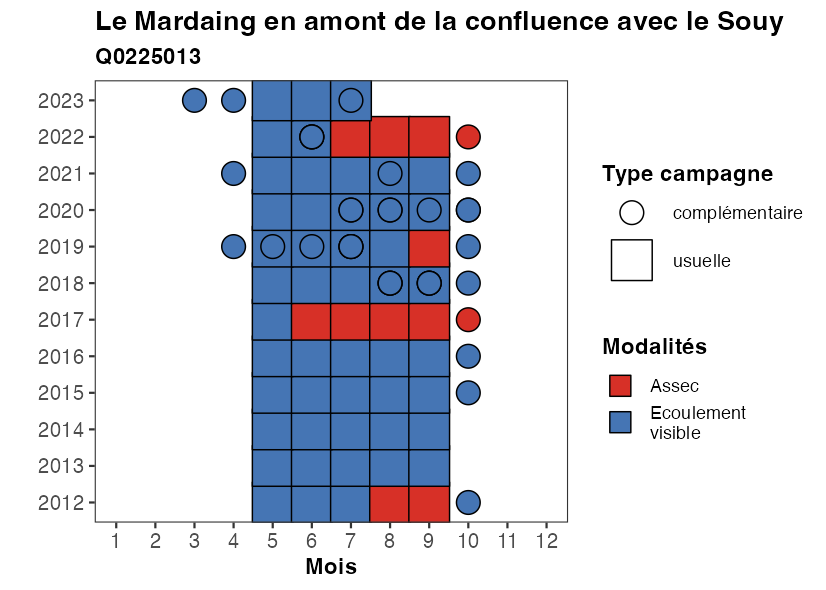 Le Mardaing en amont de la confluence avec le Souy
Q0225013
2023
2022
2021
2020
2019
2018
2017
2016
2015
2014
2013
2012
1 2 3 4 5 6 7 8 9 10 11 12
Mois
Type campagne
complémentaire
usuelle
Modalités
Assec
Ecoulement
visible